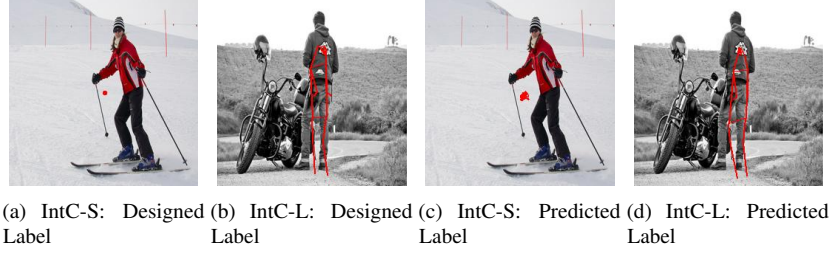 (a) IntC-S: Designed Label
(b) IntC-L: Designed Label
(c) IntC-S: Predicted Label
(d) IntC-L: Predicted Label